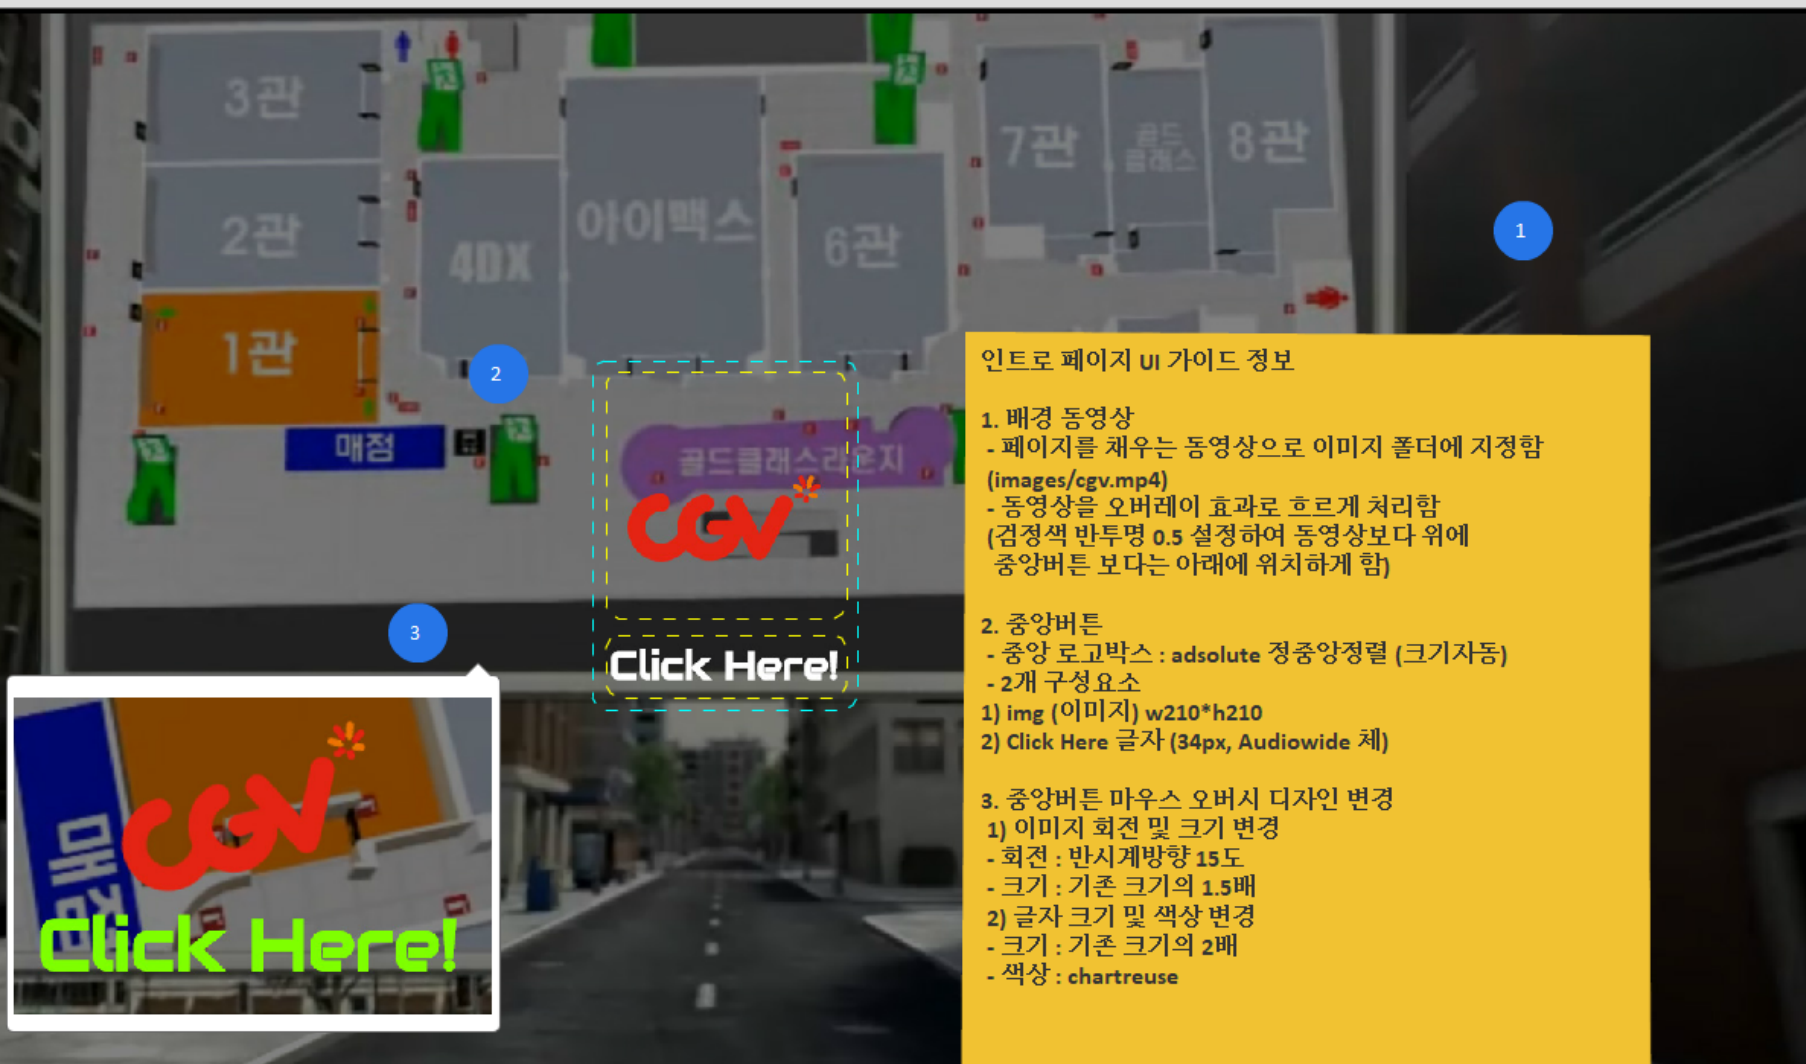 3관
2관
1관
매점
4DX
아이맥스
6관
7관
골드
클래스
8관
골드클래스라운지
CGV
Click Here!
1
2
3
매점
CGV
Click Here!
인트로 페이지 UI 가이드 정보
1. 배경 동영상
- 페이지를 채우는 동영상으로 이미지 폴더에 지정함
(images/cgv.mp4)
- 동영상을 오버레이 효과로 흐르게 처리함
(검정색 반투명 0.5 설정하여 동영상보다 위에
중앙버튼 보다는 아래에 위치하게 함)
2. 중앙버튼
- 중앙 로고박스 : adsolute 정중앙정렬 (크기자동)
- 2개 구성요소
1) img (이미지) w210*h210
2) Click Here 글자 (34px, Audiowide 체)
3. 중앙버튼 마우스 오버시 디자인 변경
1) 이미지 회전 및 크기 변경
- 회전 : 반시계방향 15도
- 크기 : 기존 크기의 1.5배
2) 글자 크기 및 색상 변경
- 크기 : 기존 크기의 2배
- 색상 : chartreuse